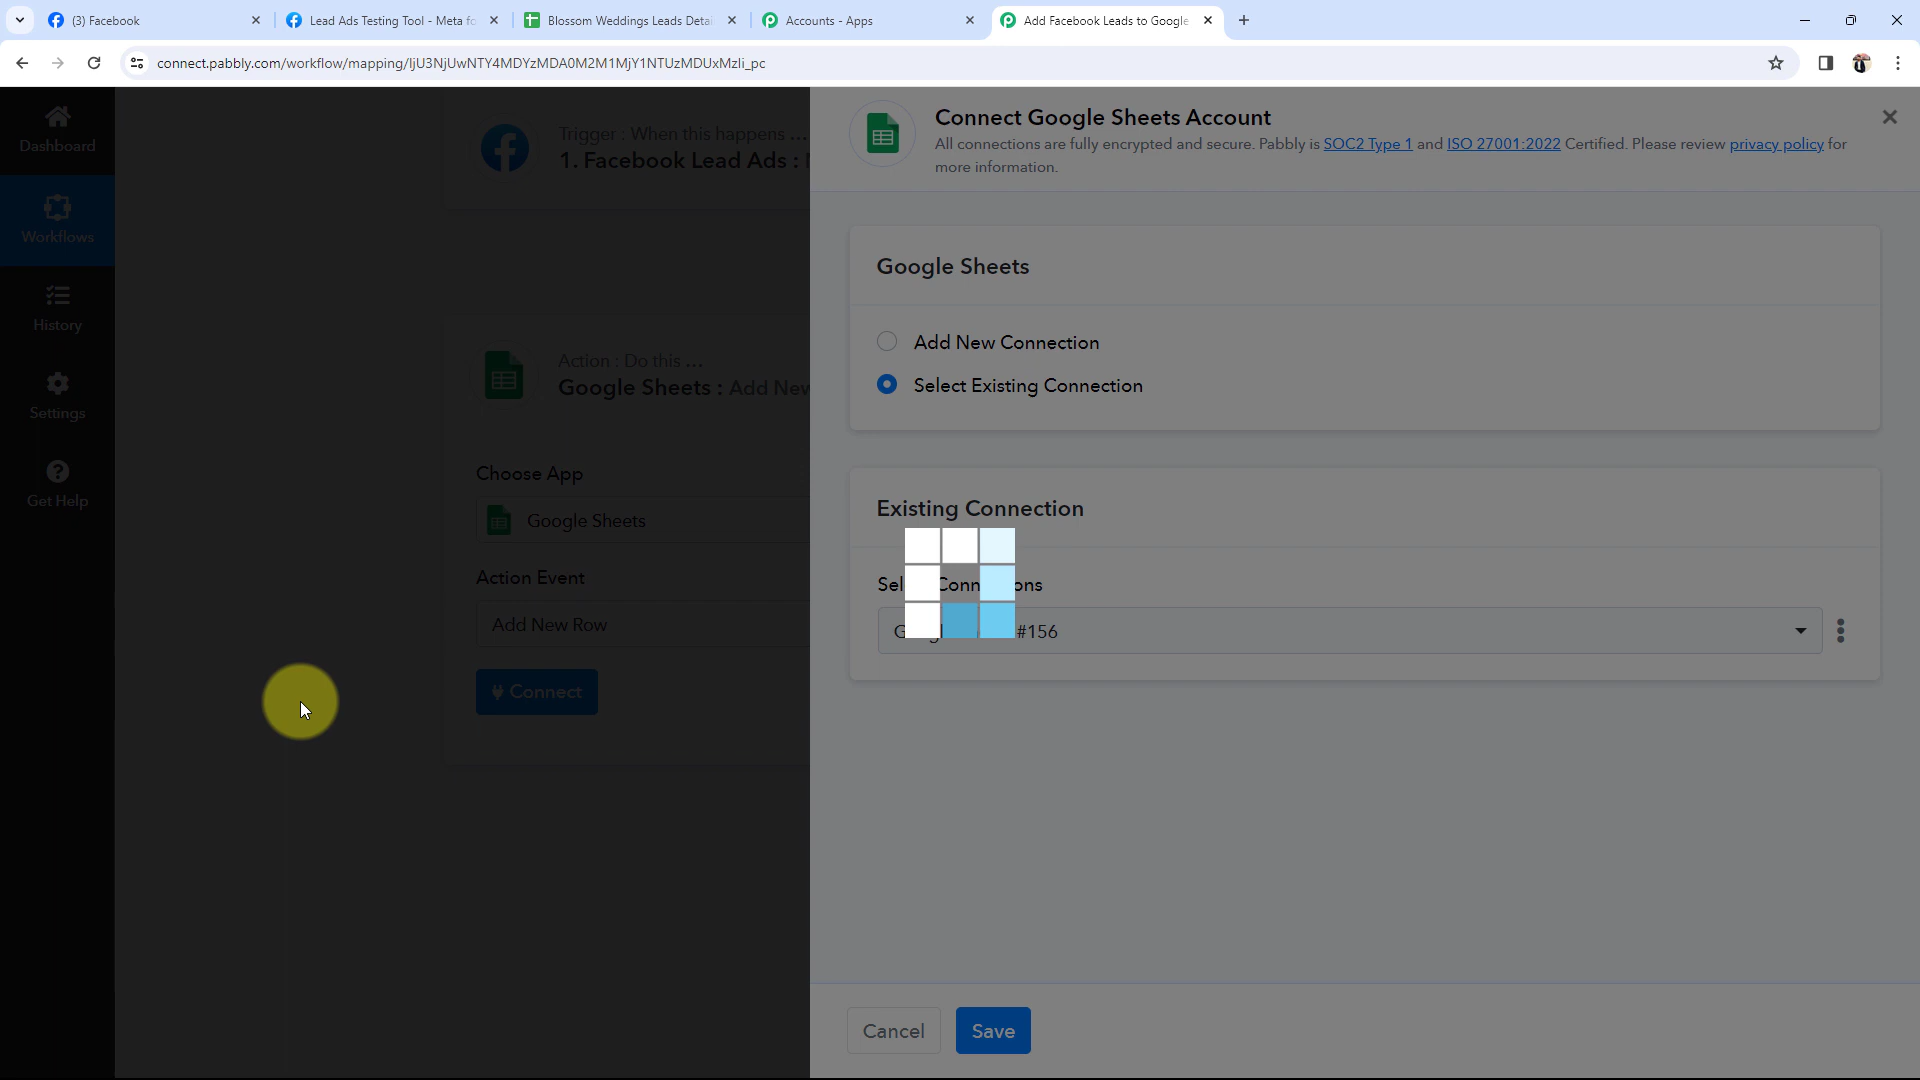 (3) Facebook
Lead Ads Testing Tool - Meta fo
Blossom Weddings Leads Detai
Accounts - Apps
Add Facebook Leads to Google
connect.pabbly.com/workflow/mapping/IjU3NjUwNTY4MDYzMDA0M2M1MjY1NTUzMDUxMzIi_pc
Dashboard
Workflows
History
Settings
Get Help
Trigger : When this happens ...
1. Facebook Lead Ads :
Action : Do this ...
Google Sheets : Add New
Choose App
Google Sheets
Action Event
Add New Row
Connect
Connect Google Sheets Account
All connections are fully encrypted and secure. Pabbly is SOC2 Type 1 and ISO 27001:2022 Certified. Please review privacy policy for
more information.
Google Sheets
Add New Connection
Select Existing Connection
Existing Connection
#156
Cancel
Save